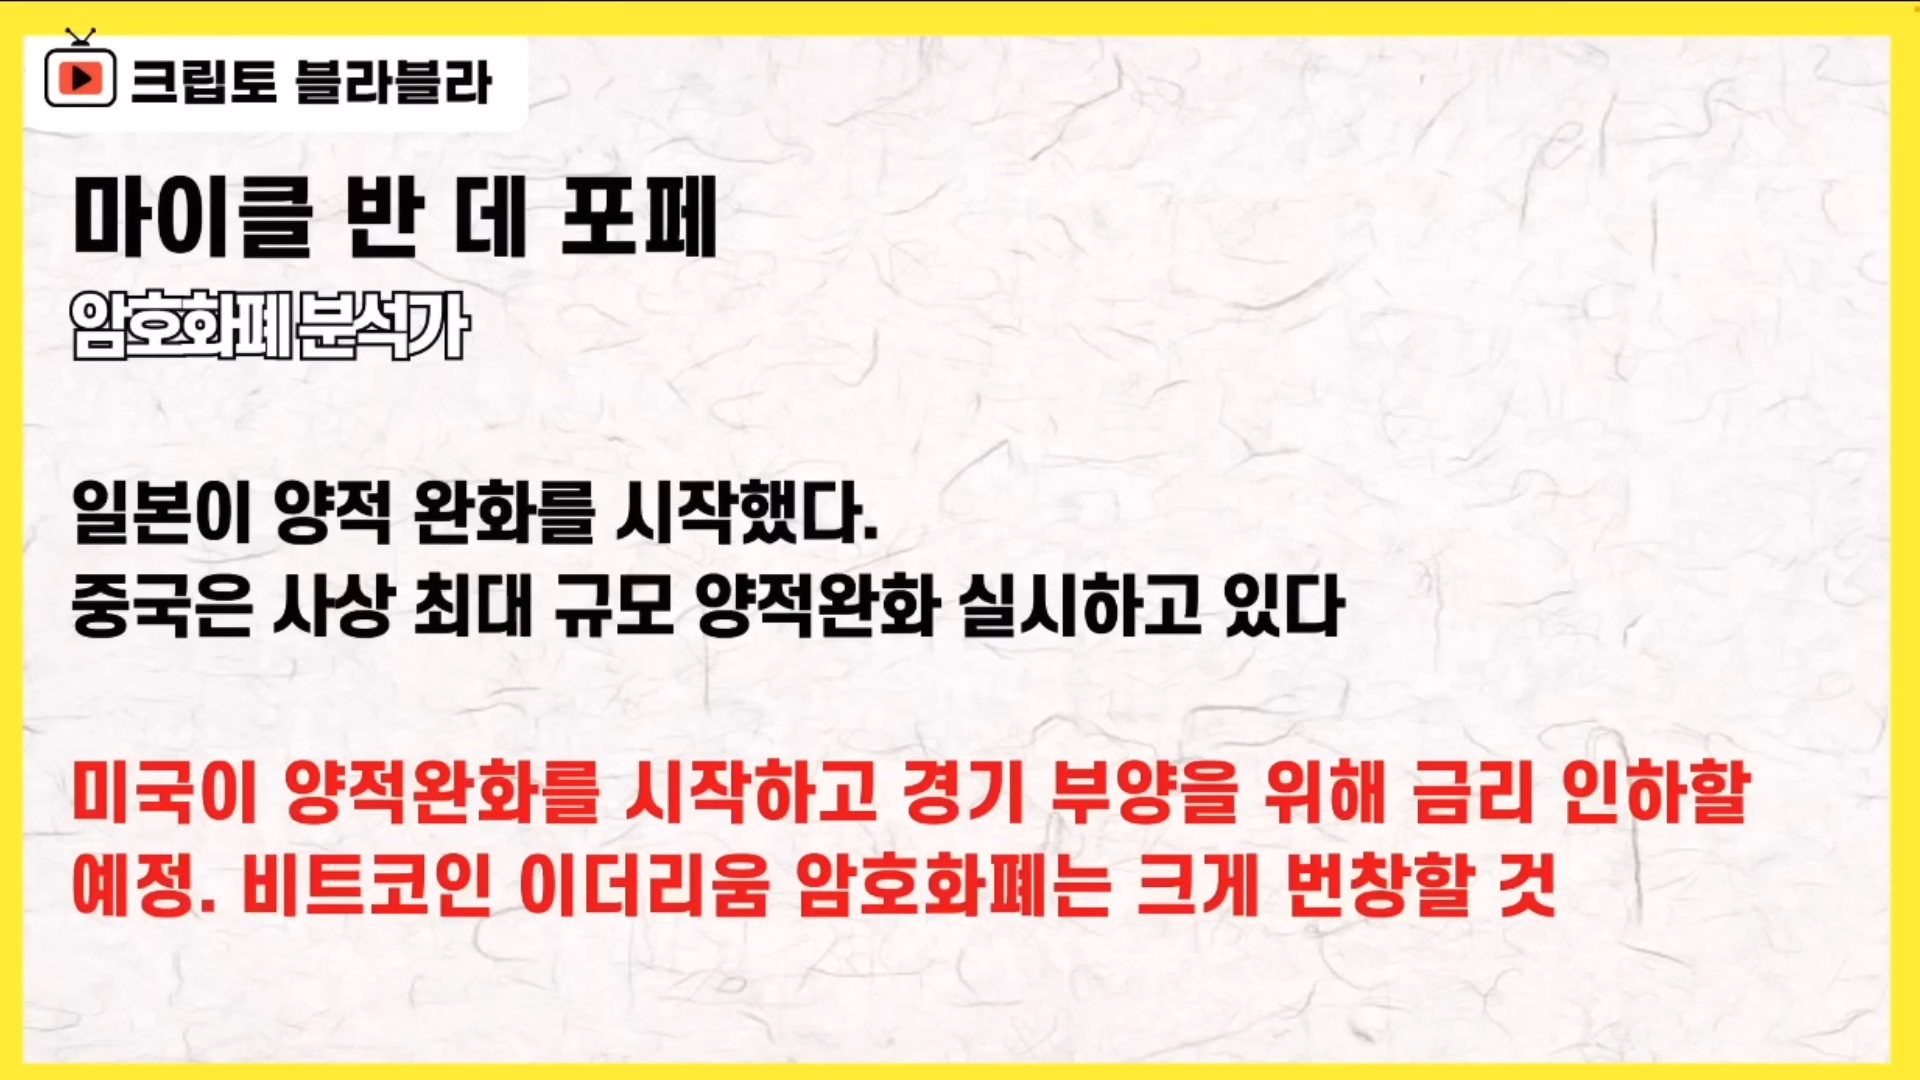 크립토 블라블라
마이클 반 데 포페
암호화폐 분석가
일본이 양적 완화를 시작했다.
중국은 사상 최대 규모 양적완화 실시하고 있다
미국이 양적완화를 시작하고 경기 부양을 위해 금리 인하할
예정. 비트코인 이더리움 암호화폐는 크게 번창할 것